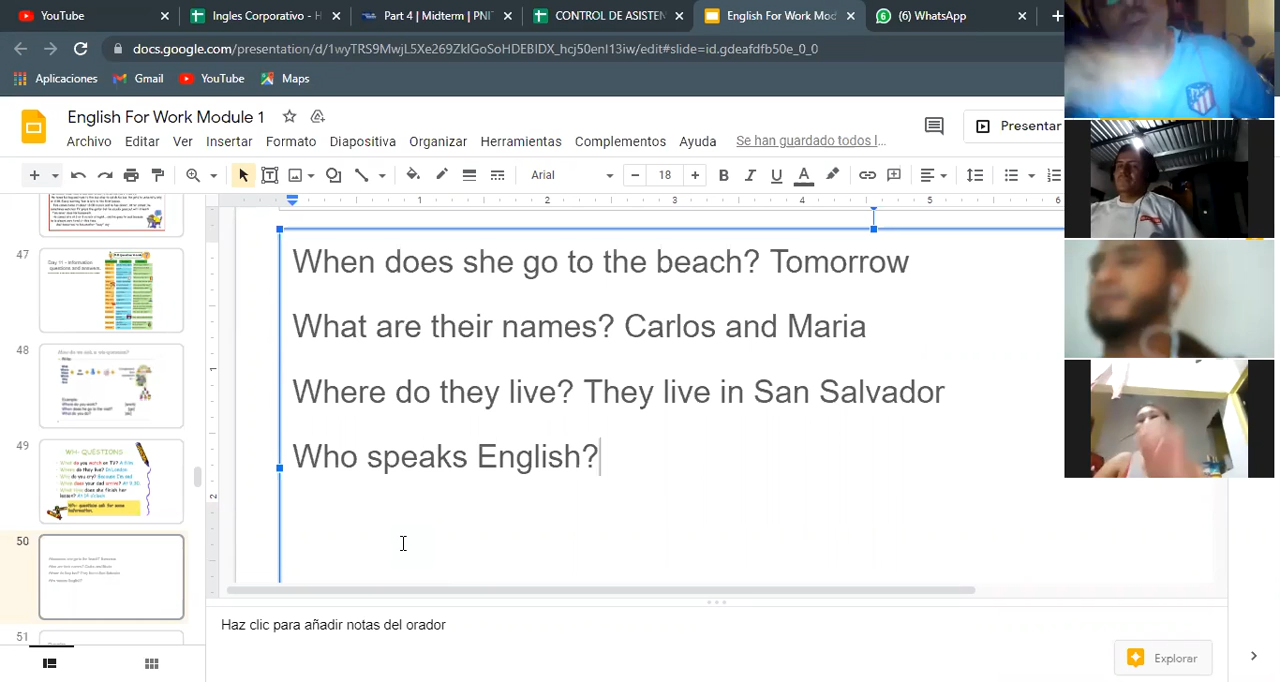 YouTube
Ingles Corporativo - H
Part 4 | Midterm | PNI
CONTROL DE ASISTEN
English For Work Mod
(6) WhatsApp
docs.google.com/presentation/d/1wyTRS9MwjL5Xe269ZklGoSoHDEBIDX_hcj50enI13iw/edit#slide=id.gdeafdfb50e_0_0
Aplicaciones
Gmail
YouTube
Maps
English For Work Module 1
Archivo
Editar
Ver
Insertar
Formato
Diapositiva
Organizar
Herramientas
Complementos
Ayuda
Se han guardado todos l...
Presentar
Arial
18
47
48
49
WH- QUESTIONS
50
51
When does she go to the beach? Tomorrow
What are their names? Carlos and Maria
Where do they live? They live in San Salvador
Who speaks English?
Haz clic para añadir notas del orador
Explorar